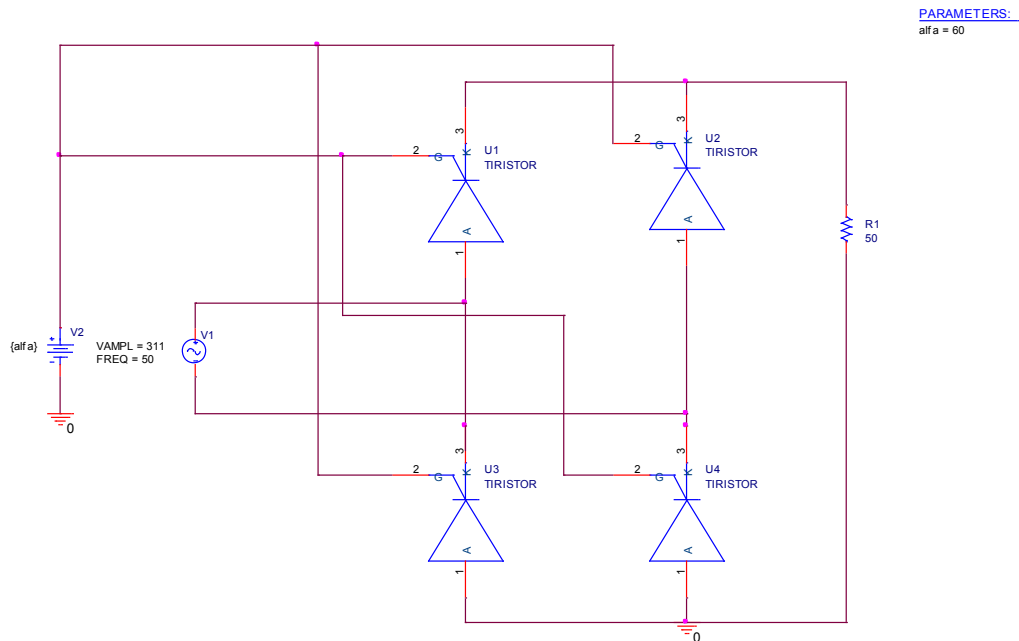 PARAMETERS:
alfa = 60
3
K
2
G
U1
TIRISTOR
A
1
3
K
2
G
U2
TIRISTOR
A
1
R1
50
V2
{alfa}
VAMPL = 311
FREQ = 50
V1
0
3
K
2
G
U3
TIRISTOR
A
1
3
K
2
G
U4
TIRISTOR
A
1
0